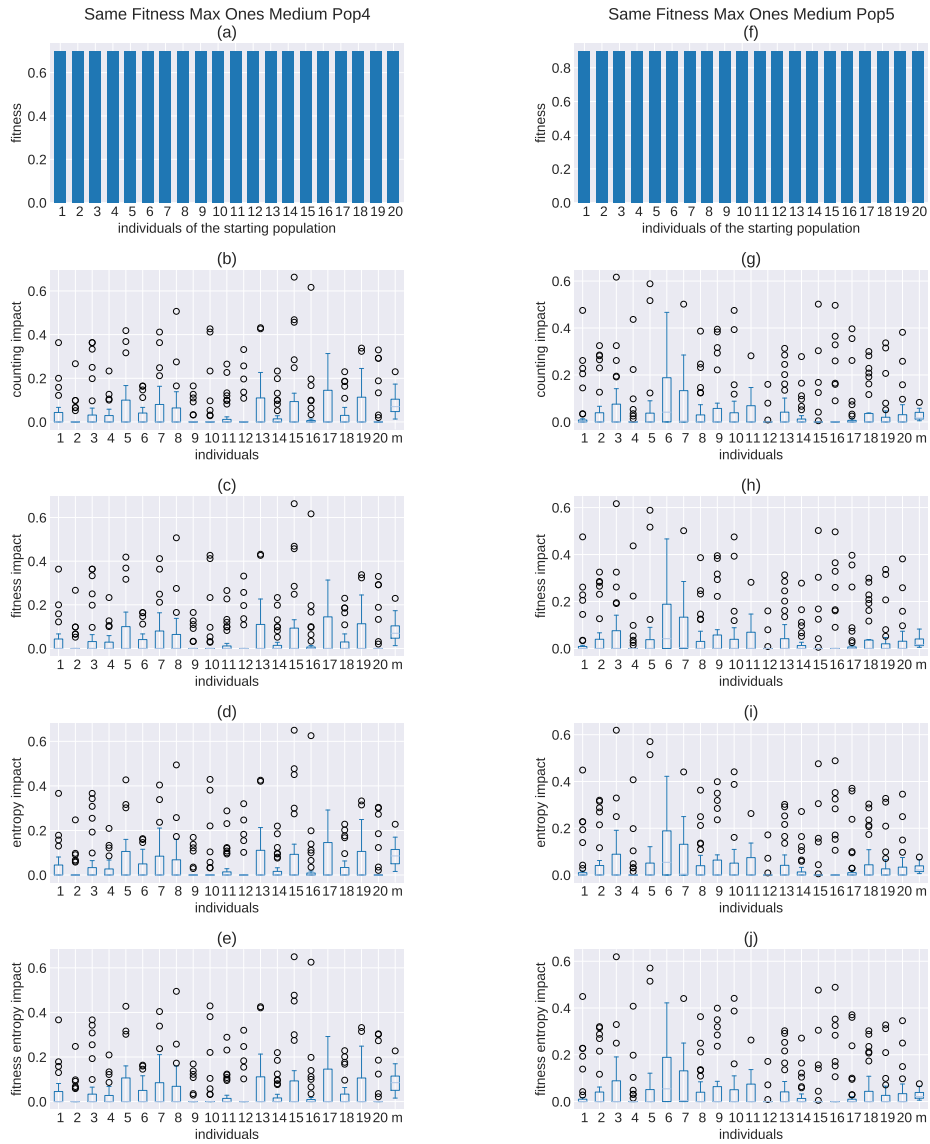 Same Fitness Max Ones Medium Pop4
(a)
0.6
0.4
0.2
0.0
fitness
1 2 3 4 5 6 7 8 9 10 11 12 13 14 15 16 17 18 19 20
individuals of the starting population
(b)
0.6
0.4
0.2
0.0
counting impact
1 2 3 4 5 6 7 8 9 10 11 12 13 14 15 16 17 18 19 20 m
individuals
(c)
0.6
0.4
0.2
0.0
fitness impact
1 2 3 4 5 6 7 8 9 10 11 12 13 14 15 16 17 18 19 20 m
individuals
(d)
0.6
0.4
0.2
0.0
entropy impact
1 2 3 4 5 6 7 8 9 10 11 12 13 14 15 16 17 18 19 20 m
individuals
(e)
0.6
0.4
0.2
0.0
fitness entropy impact
1 2 3 4 5 6 7 8 9 10 11 12 13 14 15 16 17 18 19 20 m
individuals
Same Fitness Max Ones Medium Pop5
(f)
0.8
0.6
0.4
0.2
0.0
fitness
1 2 3 4 5 6 7 8 9 10 11 12 13 14 15 16 17 18 19 20
individuals of the starting population
(g)
0.6
0.4
0.2
0.0
counting impact
1 2 3 4 5 6 7 8 9 10 11 12 13 14 15 16 17 18 19 20 m
individuals
(h)
0.6
0.4
0.2
0.0
fitness impact
1 2 3 4 5 6 7 8 9 10 11 12 13 14 15 16 17 18 19 20 m
individuals
(i)
0.6
0.4
0.2
0.0
entropy impact
1 2 3 4 5 6 7 8 9 10 11 12 13 14 15 16 17 18 19 20 m
individuals
(j)
0.6
0.4
0.2
0.0
fitness entropy impact
1 2 3 4 5 6 7 8 9 10 11 12 13 14 15 16 17 18 19 20 m
individuals